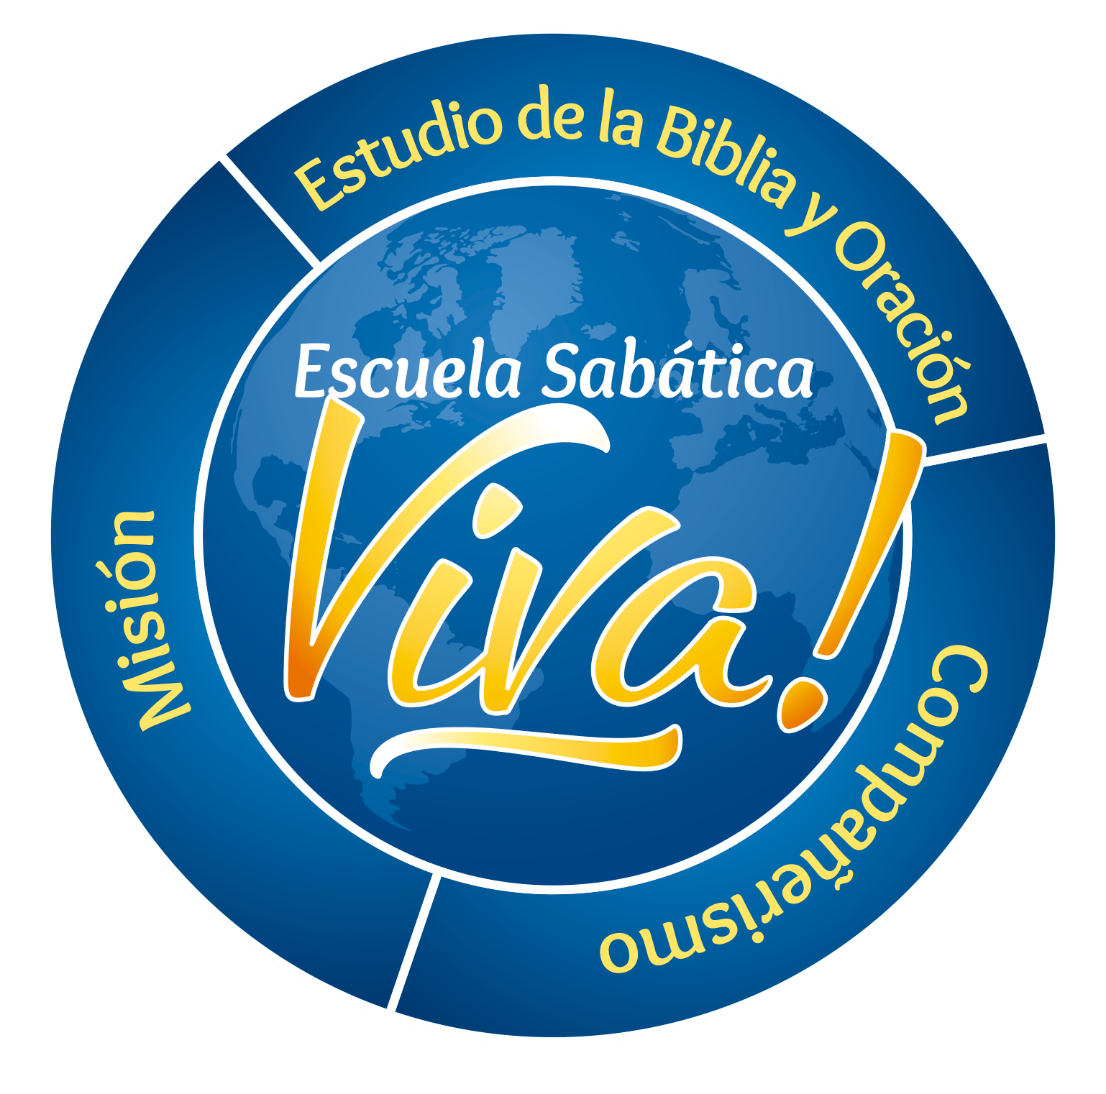 Estudio de la Biblia y Oración
Escuela Sabática
Viva!
Misión
Compañerismo